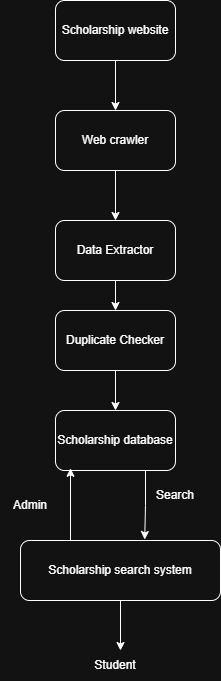 Scholarship website
Web crawler
Data Extractor
Duplicate Checker
Scholarship database
Search
Admin
Scholarship search system
Student